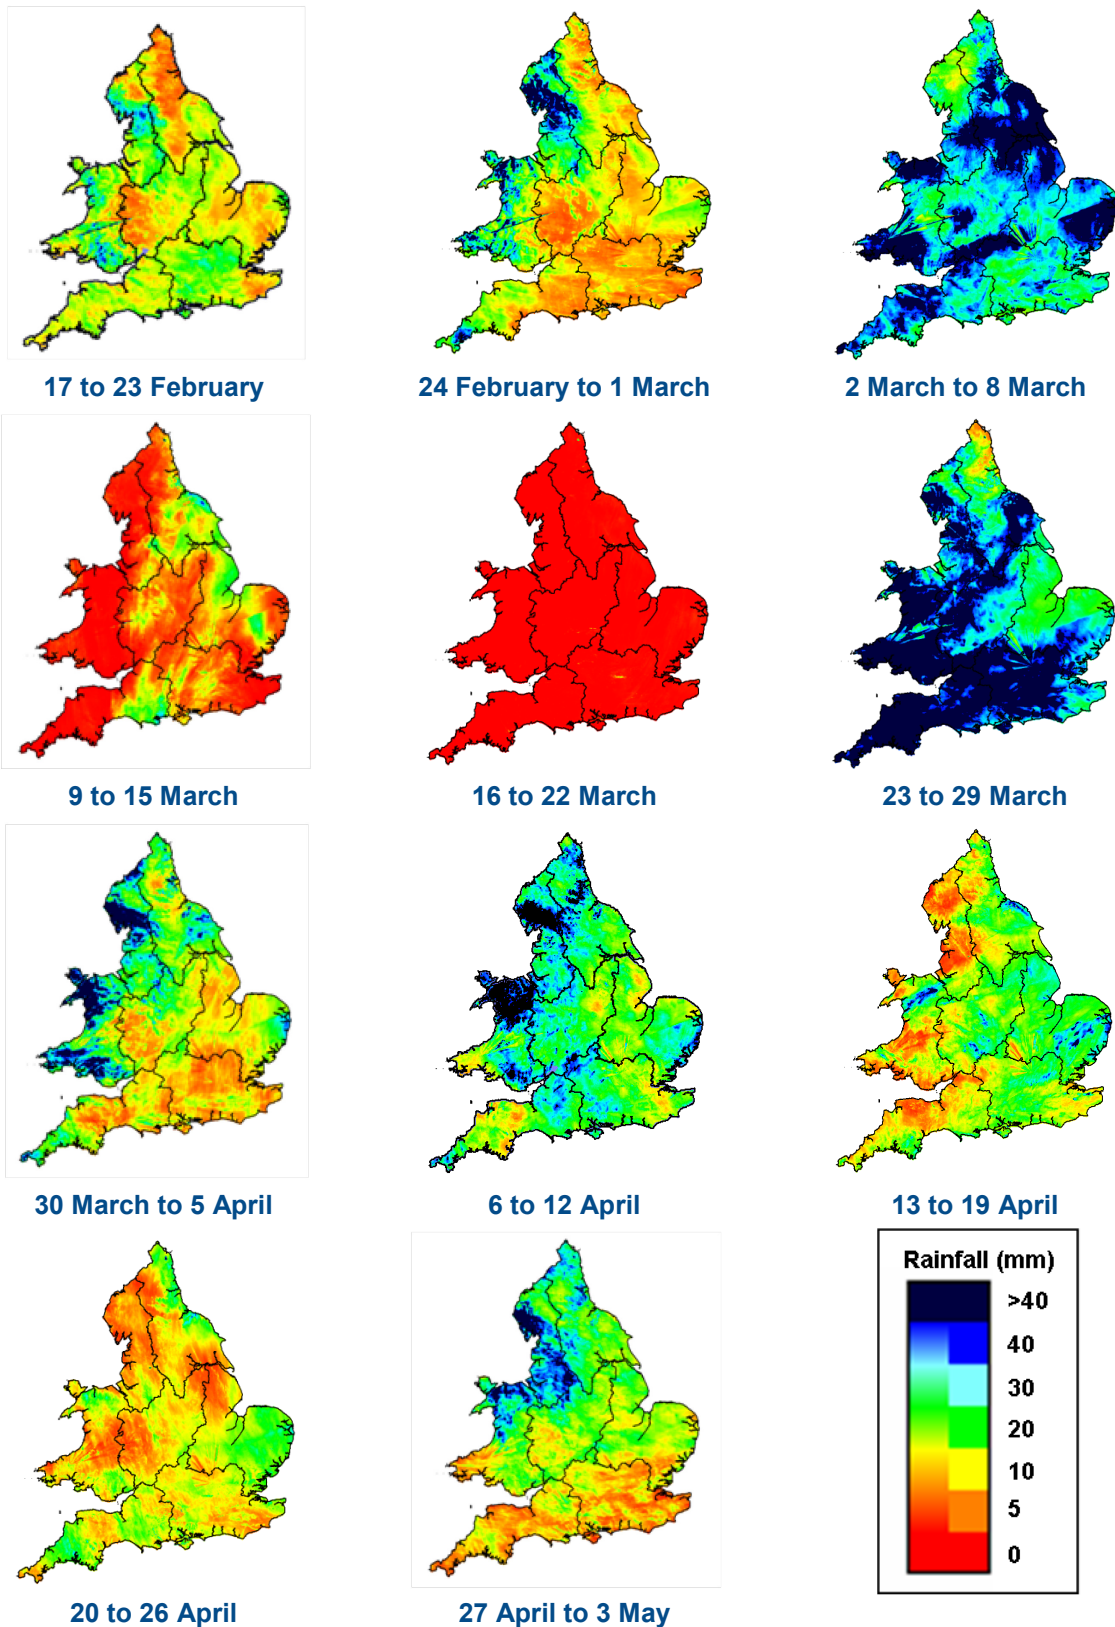 17 to 23 February
24 February to 1 March
2 March to 8 March
9 to 15 March
16 to 22 March
23 to 29 March
30 March to 5 April
6 to 12 April
13 to 19 April
Rainfall (mm)
>40
40
30
20
10
5
0
20 to 26 April
27 April to 3 May